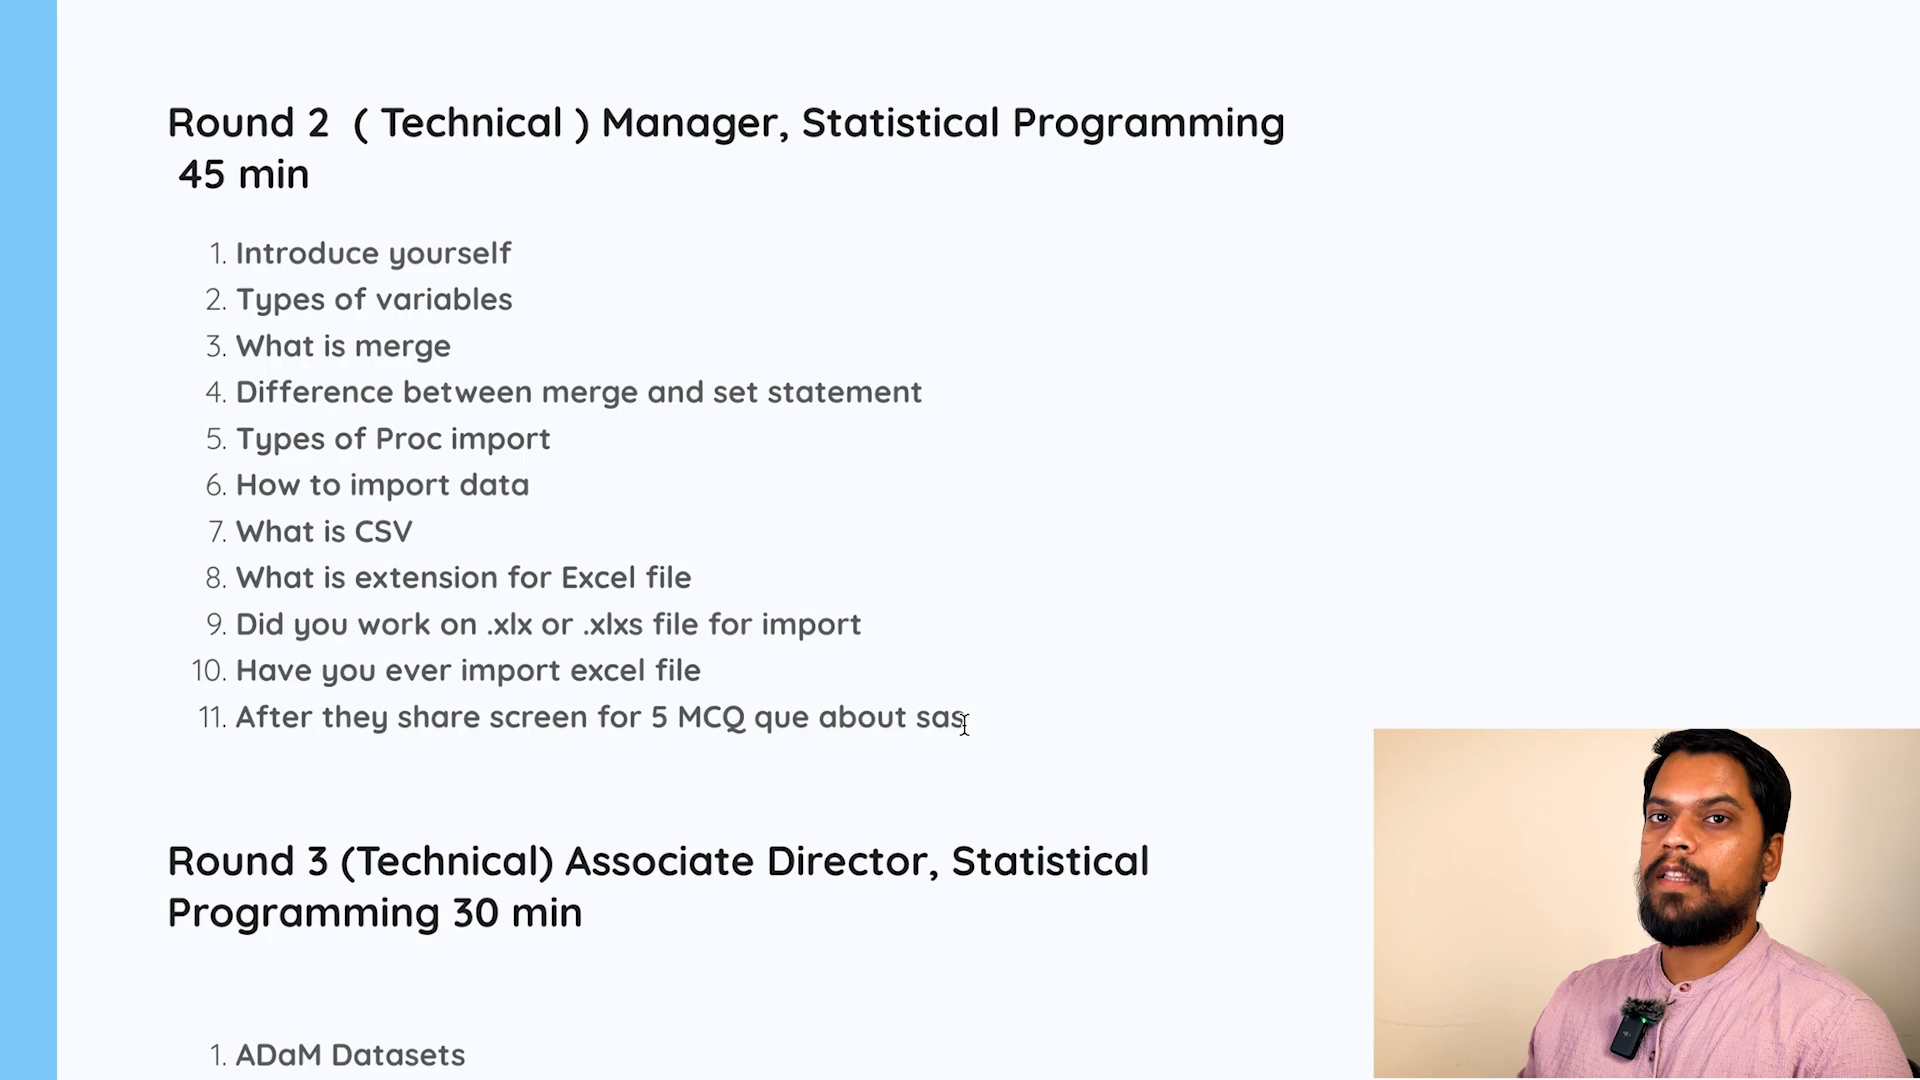 Round 2 ( Technical ) Manager, Statistical Programming
45 min
1. Introduce yourself
2. Types of variables
3. What is merge
4. Difference between merge and set statement
5. Types of Proc import
6. How to import data
7. What is CSV
8. What is extension for Excel file
9. Did you work on .xlx or .xlxs file for import
10. Have you ever import excel file
11. After they share screen for 5 MCQ que about sas
Round 3 (Technical) Associate Director, Statistical
Programming 30 min
1. ADaM Datasets